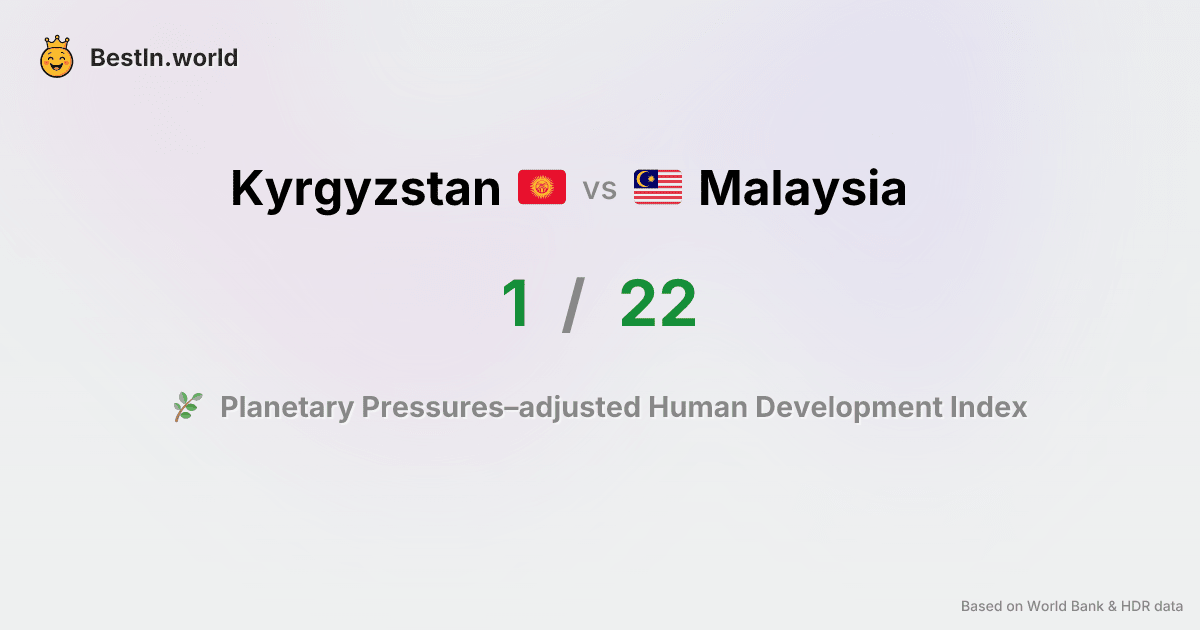 BestIn.world
Kyrgyzstan vs Malaysia
1 / 22
Planetary Pressures–adjusted Human Development Index
Based on World Bank & HDR data